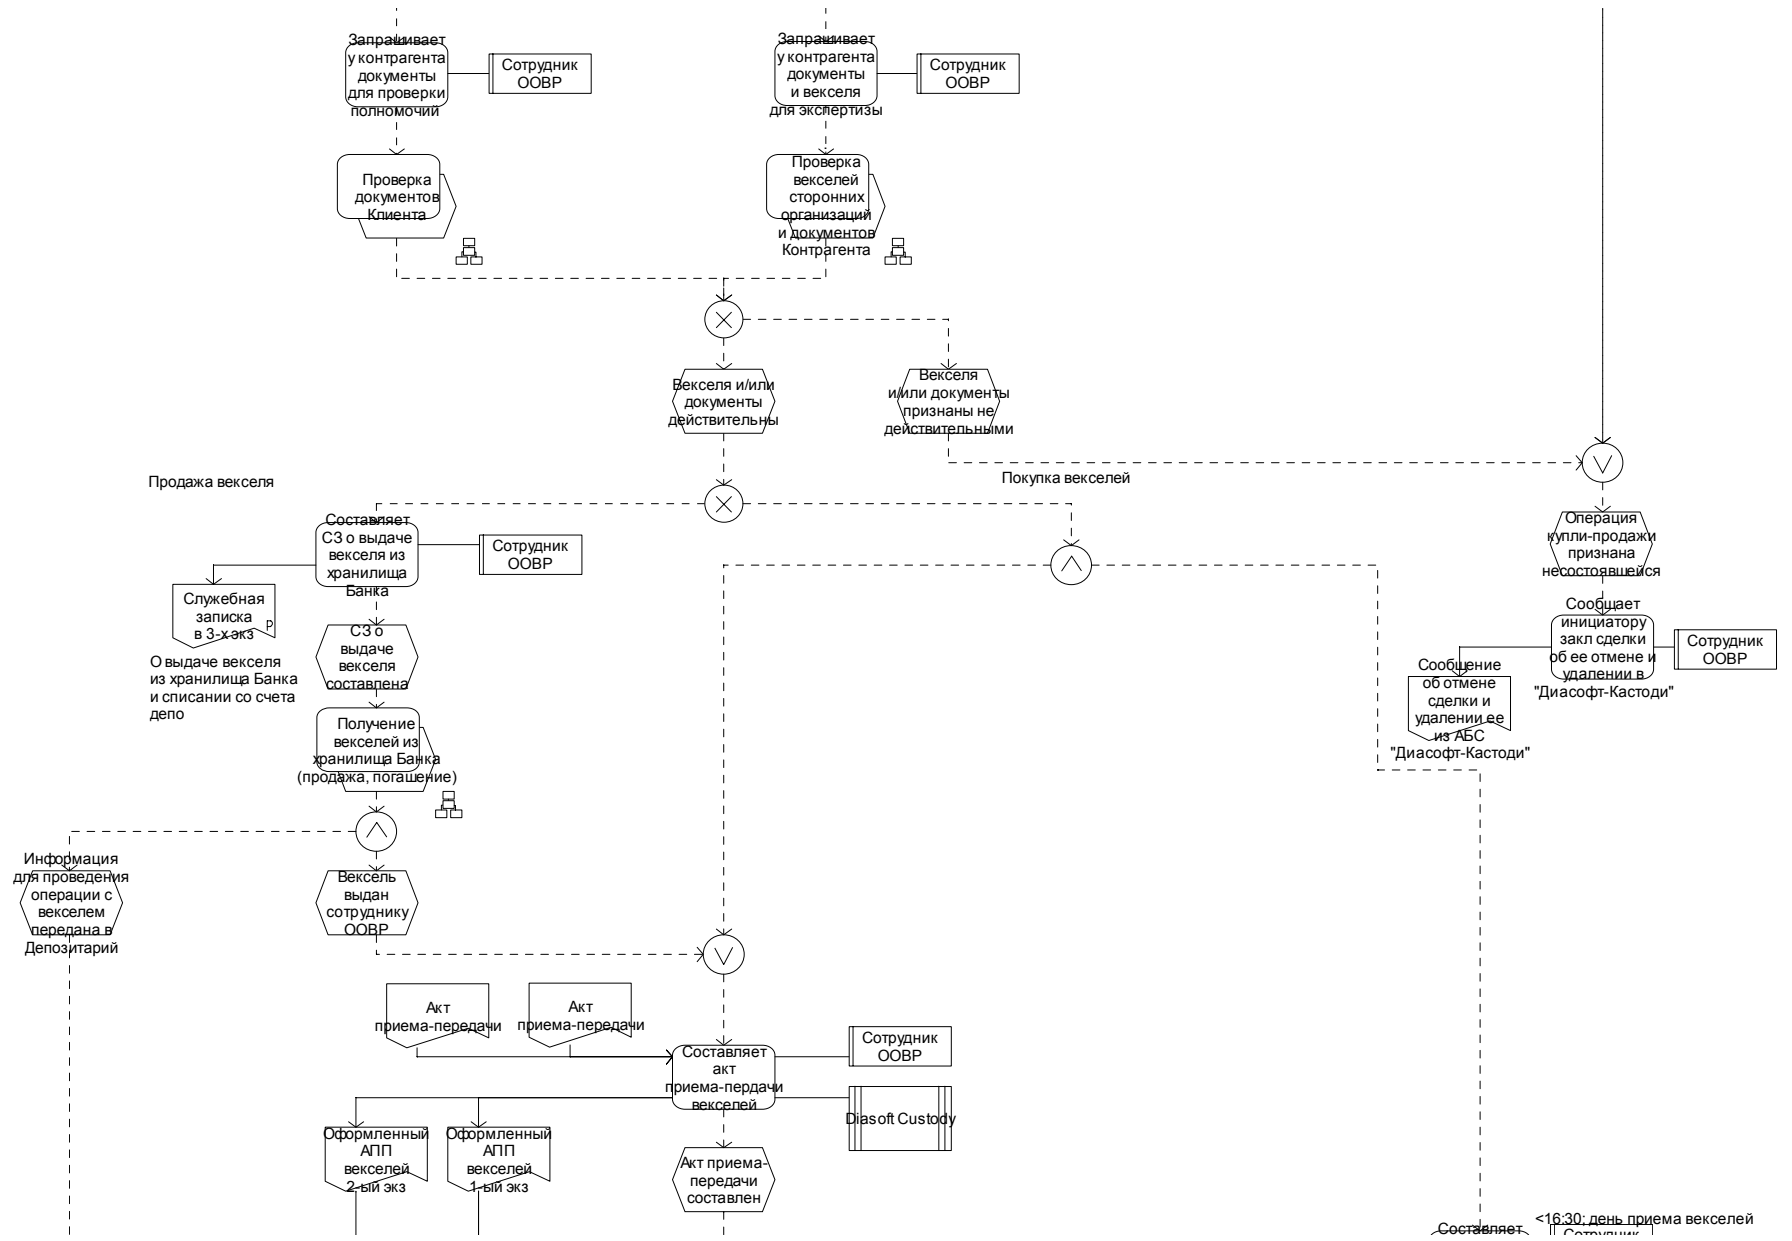 Запрашивает
у контрагента
документы
для проверки
полномочий
Сотрудник
ООВР
Запрашивает
у контрагента
документы
и векселя
для экспертизы
Сотрудник
ООВР
Проверка
документов
Клиента
Проверка
векселей
сторонних
организаций
и документов
Контрагента
Векселя и/или
документы
действительны
Векселя
и/или документы
признаны не
действительными
Продажа векселя
Покупка векселей
Составляет
СЗ о выдаче
векселя из
хранилища
Банка
Сотрудник
ООВР
Операция
купли-продажи
признана
несостоявшейся
Служебная
записка
в 3-х экз
Р
О выдаче векселя
из хранилища Банка
и списании со счета
депо
СЗ о
выдаче
векселя
составлена
Сообщает
инициатору
закл сделки
об ее отмене и
удалении в
"Диасофт-Кастоди"
Сотрудник
ООВР
Сообщение
об отмене
сделки и
удалении ее
из АБС
"Диасофт-Кастоди"
Получение
векселей из
хранилища Банка
(продажа, погашение)
Информация
для проведения
операции с
векселем
передана в
Депозитарий
Вексель
выдан
сотруднику
ООВР
Акт
приема-передачи
Акт
приема-передачи
Составляет
акт
приема-пердачи
векселей
Сотрудник
ООВР
Diasoft Custody
Оформленный
АПП
векселей
2-ый экз
Оформленный
АПП
векселей
1-ый экз
Акт приема-
передачи
составлен
<16:30; день приема векселей
Составляет
Сотрудник